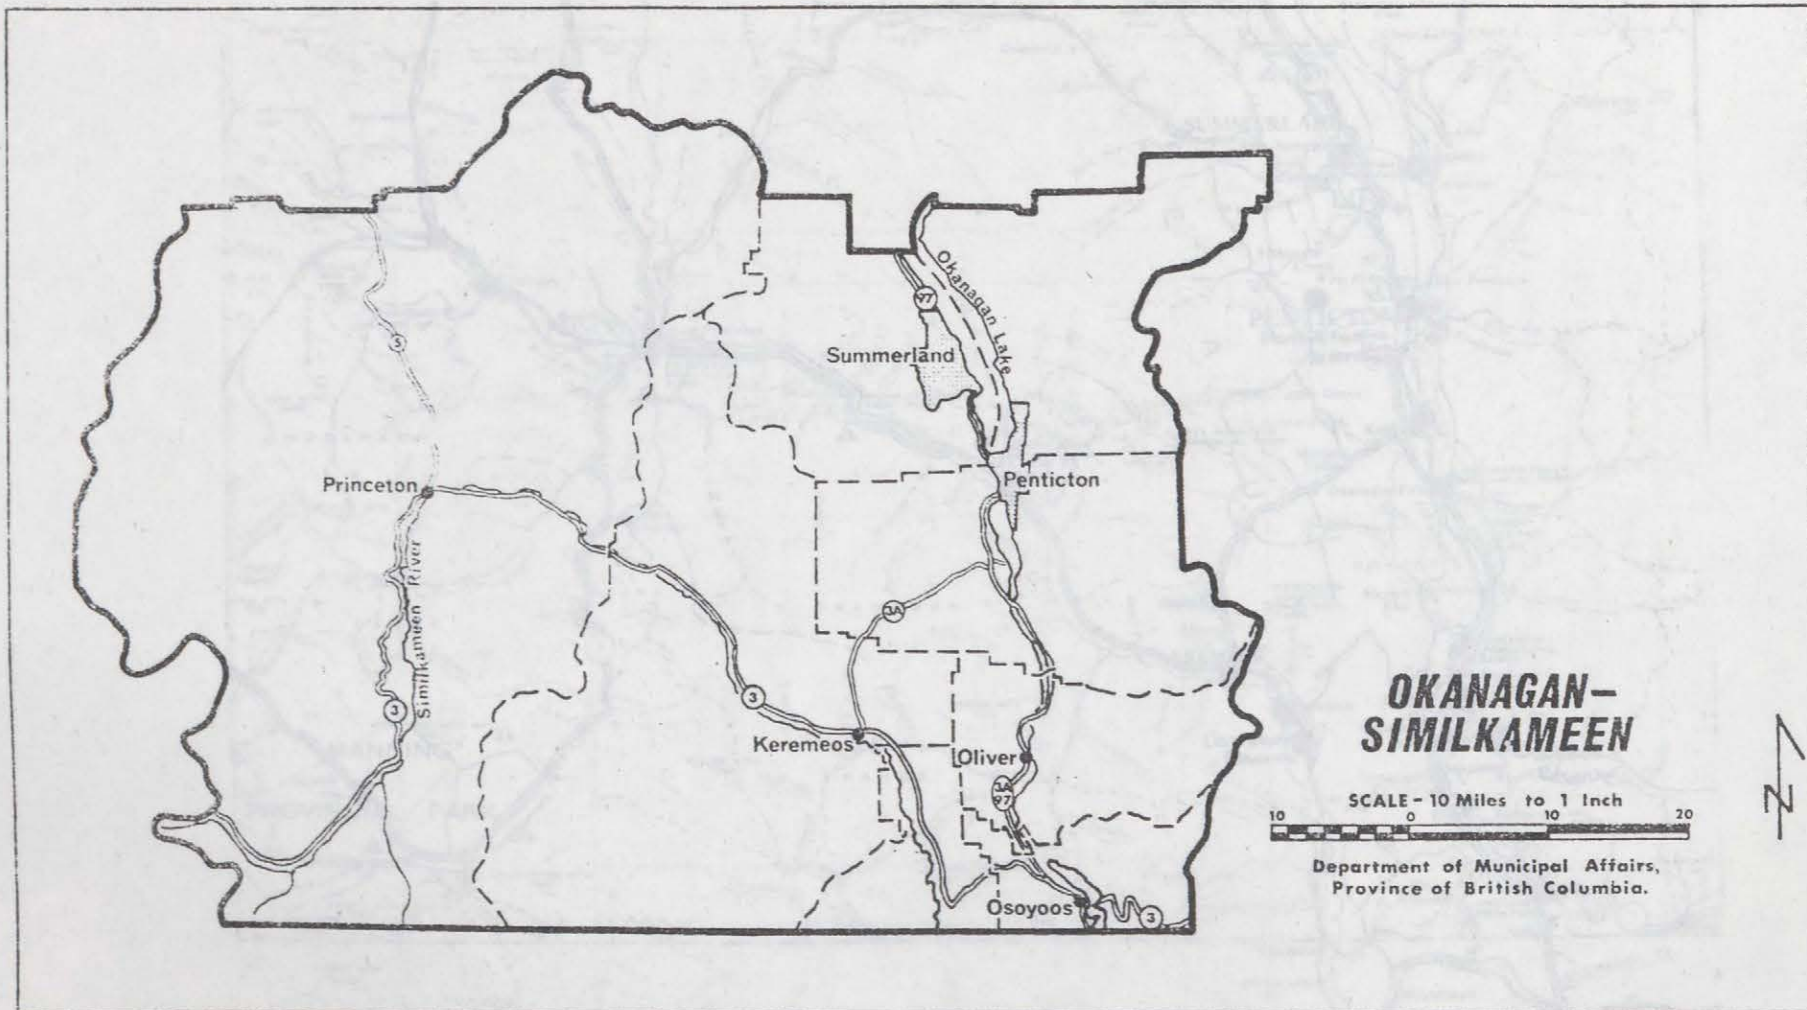 Okanagan Lake
97
Summerland
5
Princeton
Penticton
Similkameen River
3A
3
3
Keremeos
Oliver
3A
97
Osoyoos
3
OKANAGAN–
SIMILKAMEEN
SCALE – 10 Miles to 1 Inch
10 0 10 20
Department of Municipal Affairs,
Province of British Columbia.
N